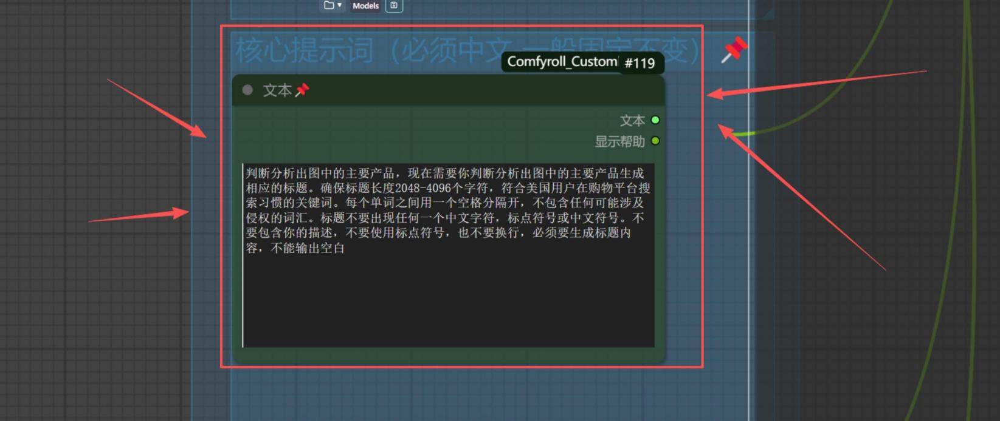 Models
核心提示词（必须中文 一般固定不变）
Comfyroll_Custom #119
文本
文本
显示帮助
判断分析出图中的主要产品，现在需要你判断分析出图中的主要产品生成
相应的标题。确保标题长度2048-4096个字符，符合美国用户在购物平台搜
索习惯的关键词。每个单词之间用一个空格分隔开，不包含任何可能涉及
侵权的词汇。标题不要出现任何一个中文字符，标点符号或中文符号。不
要包含你的描述，不要使用标点符号，也不要换行，必须要生成标题内
容，不能输出空白